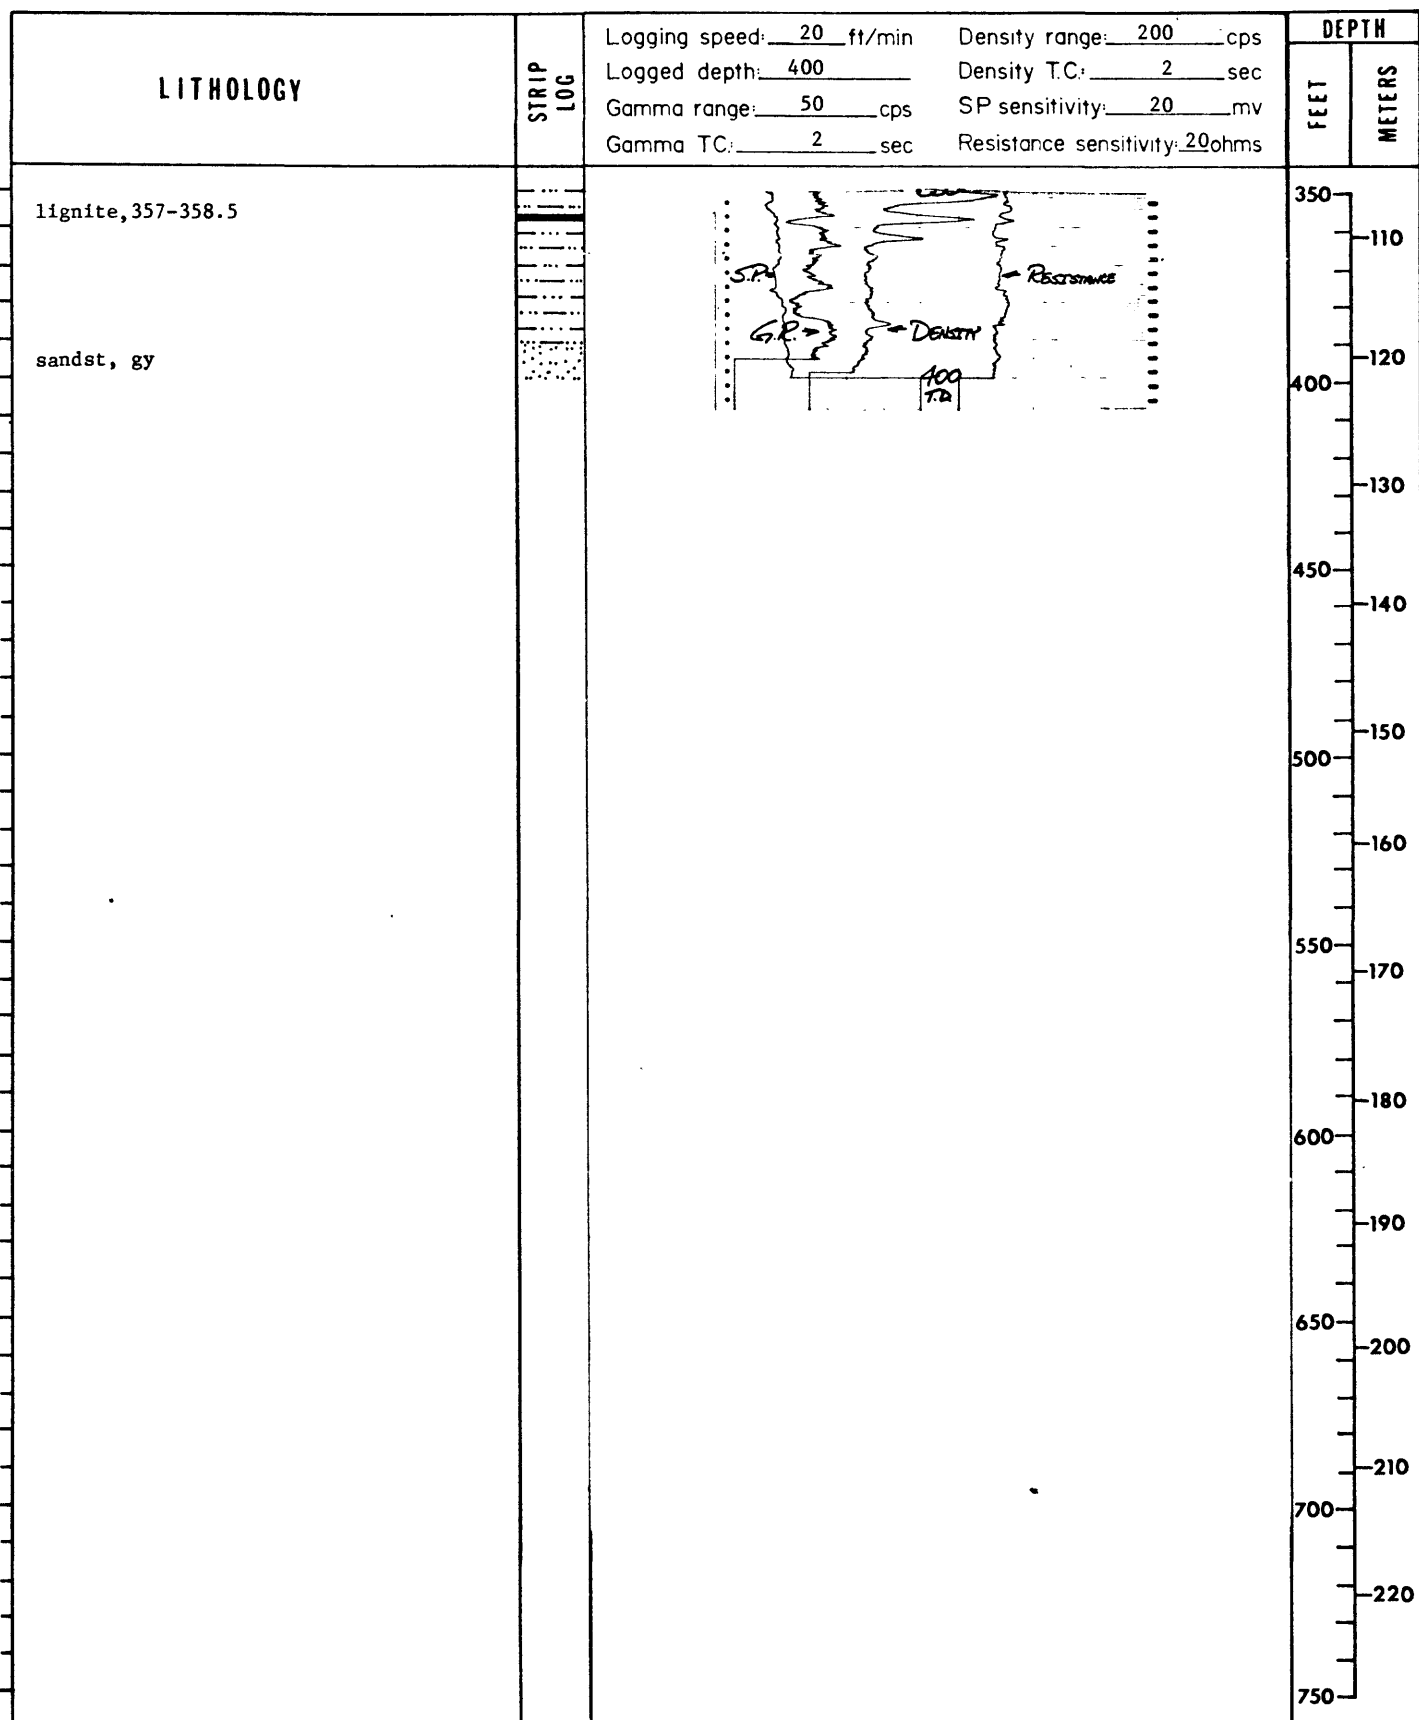 LITHOLOGY
STRIP LOG
Logging speed: 20 ft/min
Logged depth: 400
Gamma range: 50 cps
Gamma TC.: 2 sec
Density range: 200 cps
Density T.C.: 2 sec
SP sensitivity: 20 mv
Resistance sensitivity: 20 ohms
DEPTH
FEET
METERS
lignite,357-358.5
sandst, gy
S.P.
G.R.
DENSITY
RESISTANCE
400
T.D.
350
110
120
400
130
450
140
150
500
160
550
170
180
600
190
650
200
210
700
220
750